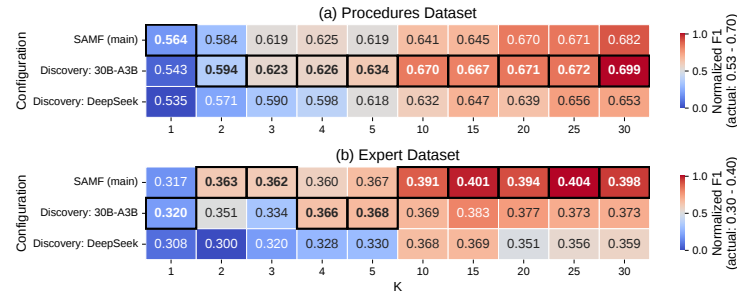 (a) Procedures Dataset
Configuration
SAMF (main) 0.564 0.584 0.619 0.625 0.619 0.641 0.645 0.670 0.671 0.682
Discovery: 30B-A3B 0.543 0.594 0.623 0.626 0.634 0.670 0.667 0.671 0.672 0.699
Discovery: DeepSeek 0.535 0.571 0.590 0.598 0.618 0.632 0.647 0.639 0.656 0.653
1 2 3 4 5 10 15 20 25 30
1.0
0.5
0.0
Normalized F1
(actual: 0.53 - 0.70)
(b) Expert Dataset
Configuration
SAMF (main) 0.317 0.363 0.362 0.360 0.367 0.391 0.401 0.394 0.404 0.398
Discovery: 30B-A3B 0.320 0.351 0.334 0.366 0.368 0.369 0.383 0.377 0.373 0.373
Discovery: DeepSeek 0.308 0.300 0.320 0.328 0.330 0.368 0.369 0.351 0.356 0.359
1 2 3 4 5 10 15 20 25 30
K
1.0
0.5
0.0
Normalized F1
(actual: 0.30 - 0.40)